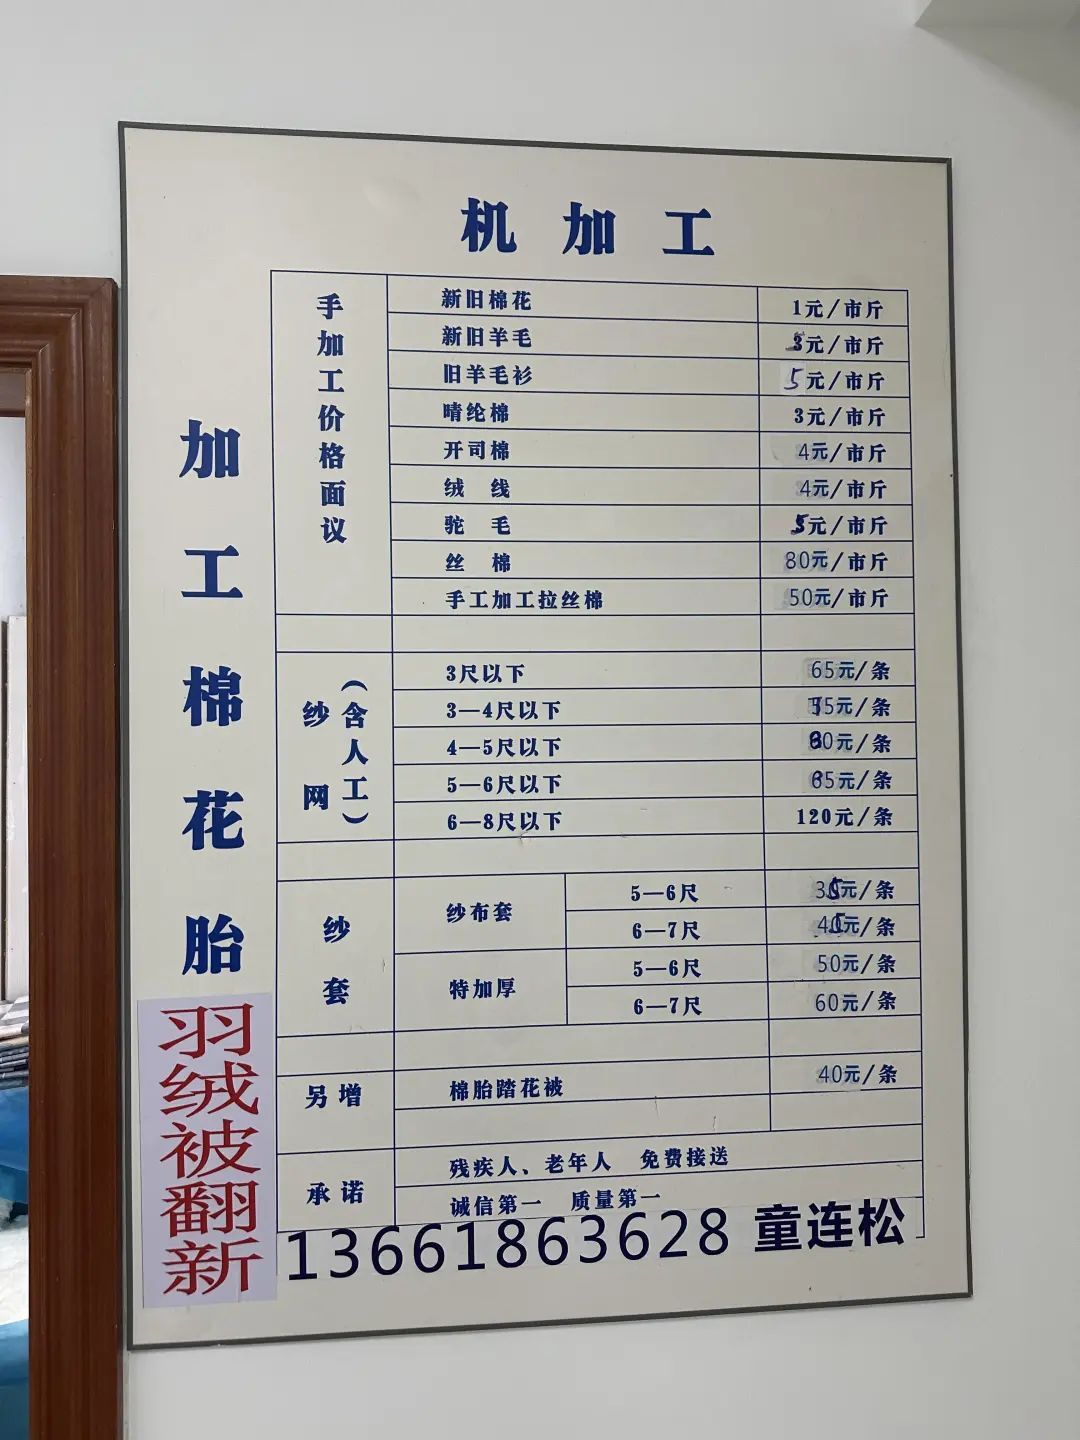 机加工
加工棉花胎
羽绒被翻新
手加工价格面议
新旧棉花 1元/市斤
新旧羊毛 元/市斤
旧羊毛衫 5元/市斤
晴纶棉 3元/市斤
开司棉 4元/市斤
绒线 4元/市斤
驼毛 元/市斤
丝棉 80元/市斤
手工加工拉丝棉 50元/市斤
纱网(含人工)
3尺以下 65元/条
3—4尺以下 元/条
4—5尺以下 元/条
5—6尺以下 元/条
6—8尺以下 120元/条
纱套
纱布套 5—6尺 35元/条
6—7尺 45元/条
特加厚 5—6尺 50元/条
6—7尺 60元/条
另增 棉胎踏花被 40元/条
承诺 残疾人、老年人 免费接送
诚信第一 质量第一
13661863628 童连松